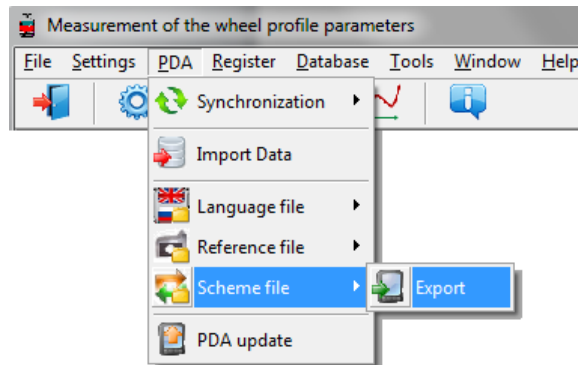 Measurement of the wheel profile parameters
File Settings PDA Register Database Tools Window Help
Synchronization
Import Data
Language file
Reference file
Scheme file Export
PDA update